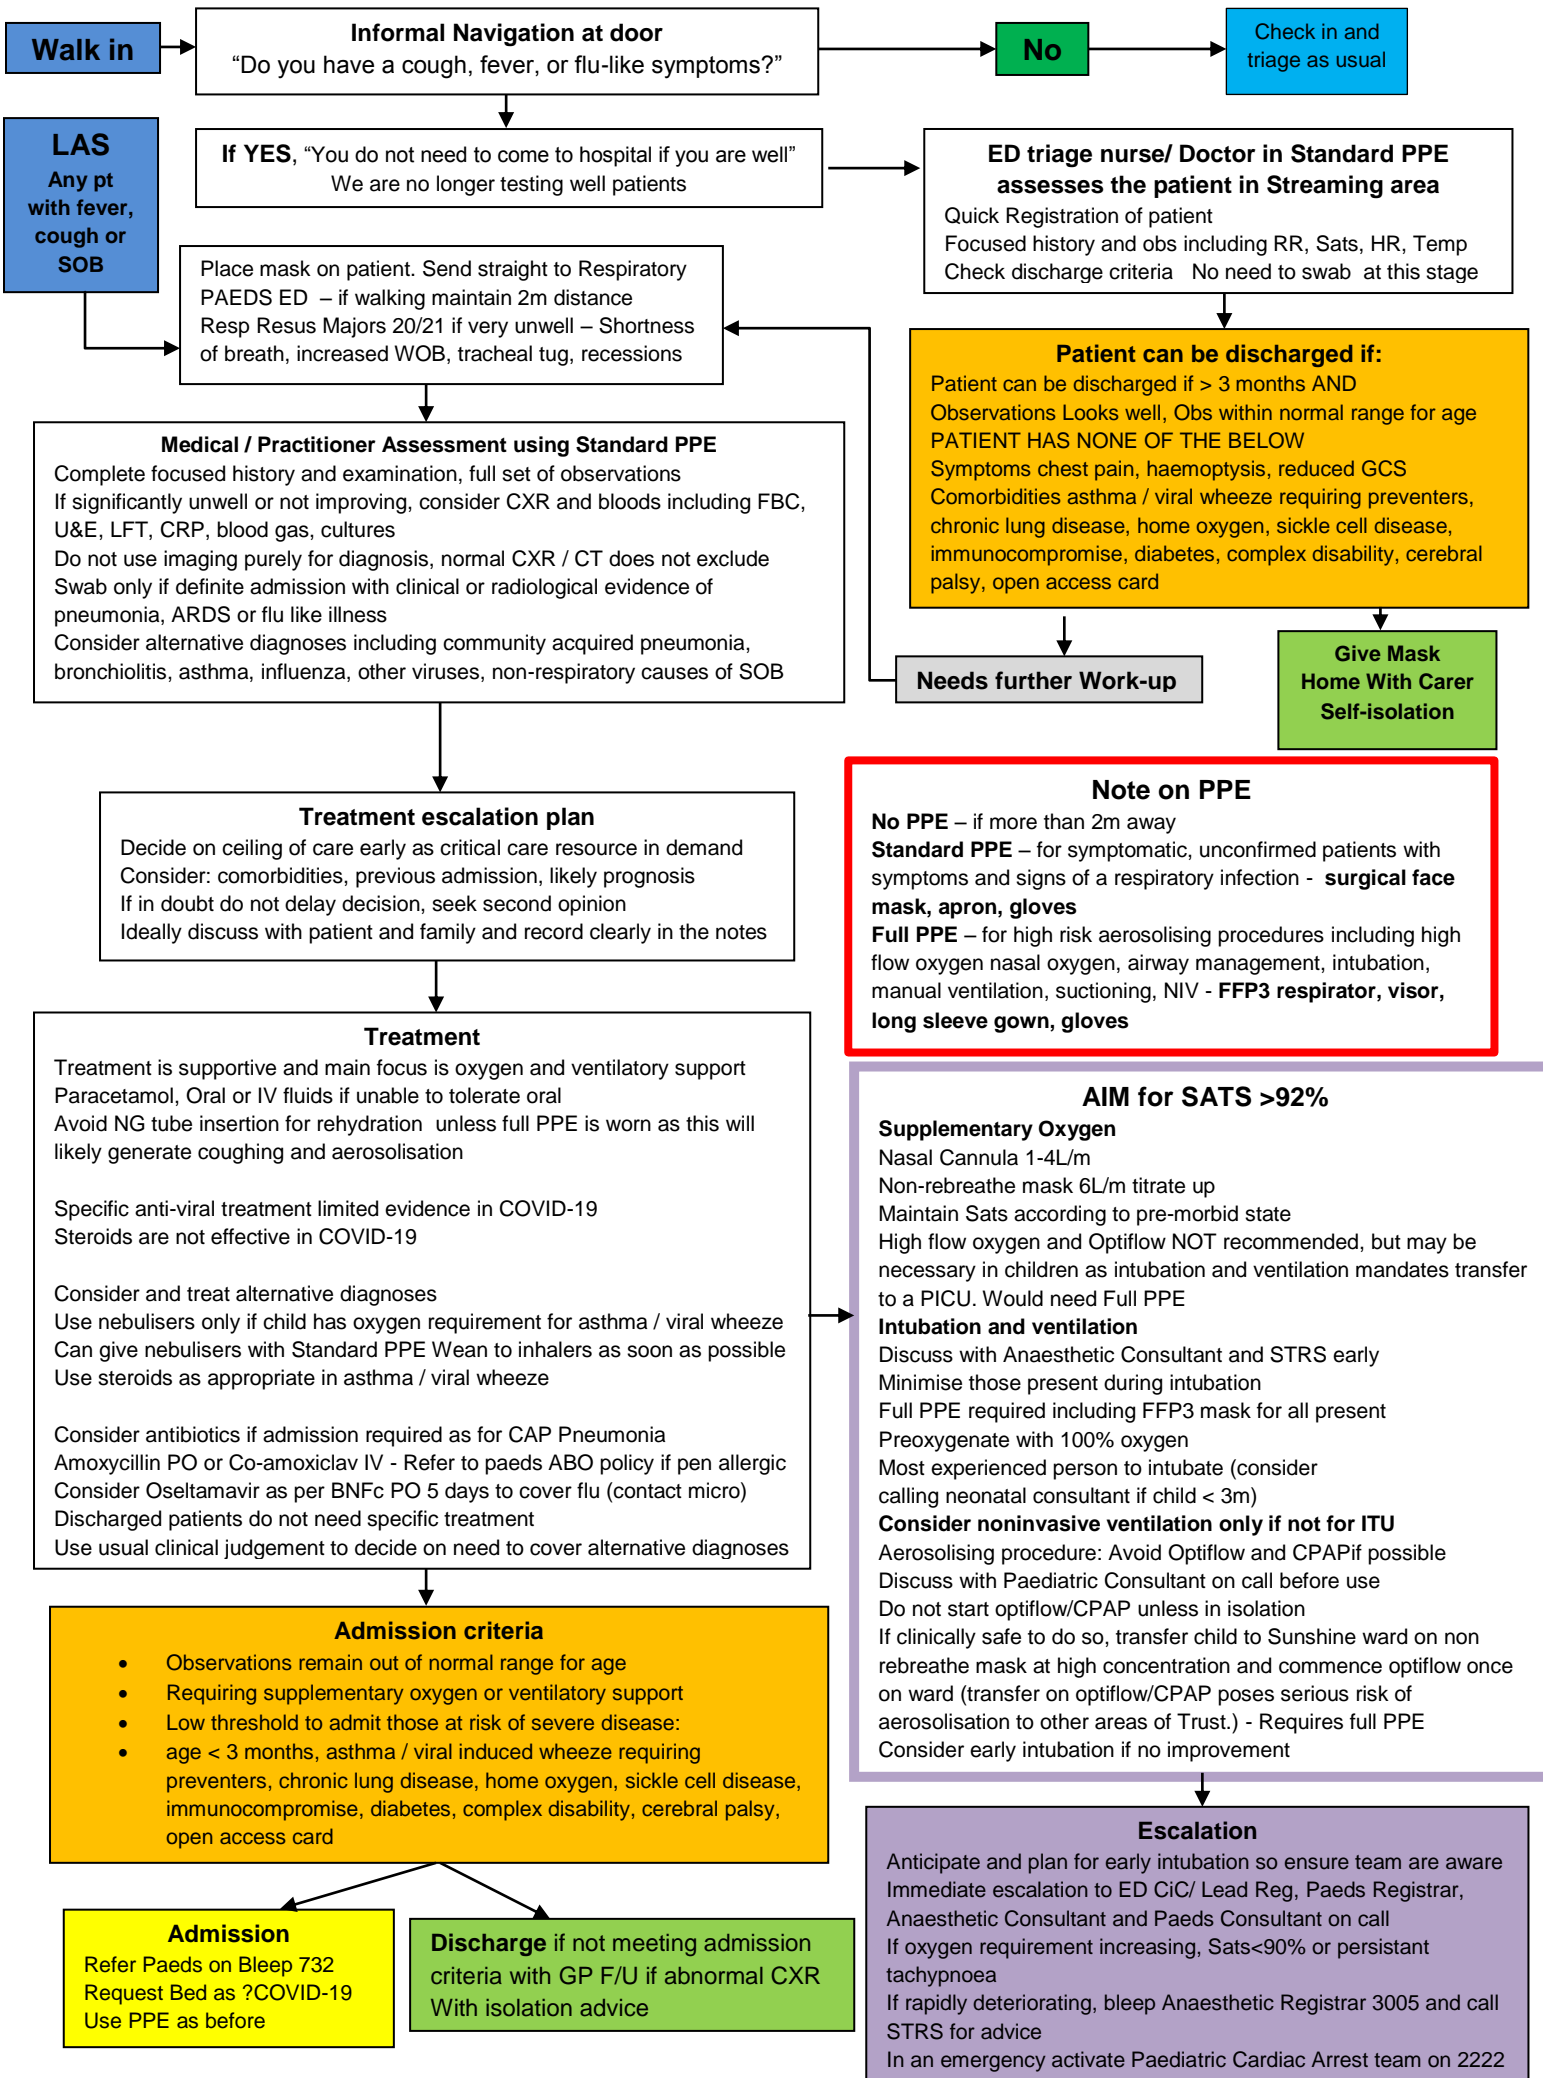 Walk in
Informal Navigation at door
“Do you have a cough, fever, or flu-like symptoms?”
No
Check in and
triage as usual
LAS
Any pt
with fever,
cough or
SOB
If YES, “You do not need to come to hospital if you are well”
We are no longer testing well patients
ED triage nurse/ Doctor in Standard PPE
assesses the patient in Streaming area
Quick Registration of patient
Focused history and obs including RR, Sats, HR, Temp
Check discharge criteria No need to swab at this stage
Place mask on patient. Send straight to Respiratory
PAEDS ED – if walking maintain 2m distance
Resp Resus Majors 20/21 if very unwell – Shortness
of breath, increased WOB, tracheal tug, recessions
Patient can be discharged if:
Patient can be discharged if > 3 months AND
Observations Looks well, Obs within normal range for age
PATIENT HAS NONE OF THE BELOW
Symptoms chest pain, haemoptysis, reduced GCS
Comorbidities asthma / viral wheeze requiring preventers,
chronic lung disease, home oxygen, sickle cell disease,
immunocompromise, diabetes, complex disability, cerebral
palsy, open access card
Medical / Practitioner Assessment using Standard PPE
Complete focused history and examination, full set of observations
If significantly unwell or not improving, consider CXR and bloods including FBC,
U&E, LFT, CRP, blood gas, cultures
Do not use imaging purely for diagnosis, normal CXR / CT does not exclude
Swab only if definite admission with clinical or radiological evidence of
pneumonia, ARDS or flu like illness
Consider alternative diagnoses including community acquired pneumonia,
bronchiolitis, asthma, influenza, other viruses, non-respiratory causes of SOB
Needs further Work-up
Give Mask
Home With Carer
Self-isolation
Note on PPE
No PPE – if more than 2m away
Standard PPE – for symptomatic, unconfirmed patients with
symptoms and signs of a respiratory infection - surgical face
mask, apron, gloves
Full PPE – for high risk aerosolising procedures including high
flow oxygen nasal oxygen, airway management, intubation,
manual ventilation, suctioning, NIV - FFP3 respirator, visor,
long sleeve gown, gloves
Treatment escalation plan
Decide on ceiling of care early as critical care resource in demand
Consider: comorbidities, previous admission, likely prognosis
If in doubt do not delay decision, seek second opinion
Ideally discuss with patient and family and record clearly in the notes
Treatment
Treatment is supportive and main focus is oxygen and ventilatory support
Paracetamol, Oral or IV fluids if unable to tolerate oral
Avoid NG tube insertion for rehydration unless full PPE is worn as this will
likely generate coughing and aerosolisation
Specific anti-viral treatment limited evidence in COVID-19
Steroids are not effective in COVID-19
Consider and treat alternative diagnoses
Use nebulisers only if child has oxygen requirement for asthma / viral wheeze
Can give nebulisers with Standard PPE Wean to inhalers as soon as possible
Use steroids as appropriate in asthma / viral wheeze
Consider antibiotics if admission required as for CAP Pneumonia
Amoxycillin PO or Co-amoxiclav IV - Refer to paeds ABO policy if pen allergic
Consider Oseltamavir as per BNFc PO 5 days to cover flu (contact micro)
Discharged patients do not need specific treatment
Use usual clinical judgement to decide on need to cover alternative diagnoses
AIM for SATS >92%
Supplementary Oxygen
Nasal Cannula 1-4L/m
Non-rebreathe mask 6L/m titrate up
Maintain Sats according to pre-morbid state
High flow oxygen and Optiflow NOT recommended, but may be
necessary in children as intubation and ventilation mandates transfer
to a PICU. Would need Full PPE
Intubation and ventilation
Discuss with Anaesthetic Consultant and STRS early
Minimise those present during intubation
Full PPE required including FFP3 mask for all present
Preoxygenate with 100% oxygen
Most experienced person to intubate (consider
calling neonatal consultant if child < 3m)
Consider noninvasive ventilation only if not for ITU
Aerosolising procedure: Avoid Optiflow and CPAPif possible
Discuss with Paediatric Consultant on call before use
Do not start optiflow/CPAP unless in isolation
If clinically safe to do so, transfer child to Sunshine ward on non
rebreathe mask at high concentration and commence optiflow once
on ward (transfer on optiflow/CPAP poses serious risk of
aerosolisation to other areas of Trust.) - Requires full PPE
Consider early intubation if no improvement
Admission criteria
• Observations remain out of normal range for age
• Requiring supplementary oxygen or ventilatory support
• Low threshold to admit those at risk of severe disease:
• age < 3 months, asthma / viral induced wheeze requiring
preventers, chronic lung disease, home oxygen, sickle cell disease,
immunocompromise, diabetes, complex disability, cerebral palsy,
open access card
Escalation
Anticipate and plan for early intubation so ensure team are aware
Immediate escalation to ED CiC/ Lead Reg, Paeds Registrar,
Anaesthetic Consultant and Paeds Consultant on call
If oxygen requirement increasing, Sats<90% or persistant
tachypnoea
If rapidly deteriorating, bleep Anaesthetic Registrar 3005 and call
STRS for advice
In an emergency activate Paediatric Cardiac Arrest team on 2222
Admission
Refer Paeds on Bleep 732
Request Bed as ?COVID-19
Use PPE as before
Discharge if not meeting admission
criteria with GP F/U if abnormal CXR
With isolation advice